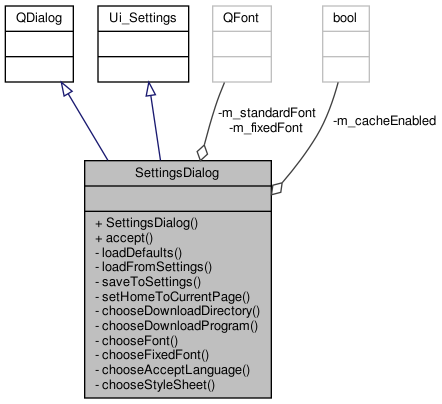 QDialog
Ui_Settings
QFont
bool
-m_standardFont
-m_fixedFont
-m_cacheEnabled
SettingsDialog
+ SettingsDialog()
+ accept()
- loadDefaults()
- loadFromSettings()
- saveToSettings()
- setHomeToCurrentPage()
- chooseDownloadDirectory()
- chooseDownloadProgram()
- chooseFont()
- chooseFixedFont()
- chooseAcceptLanguage()
- chooseStyleSheet()